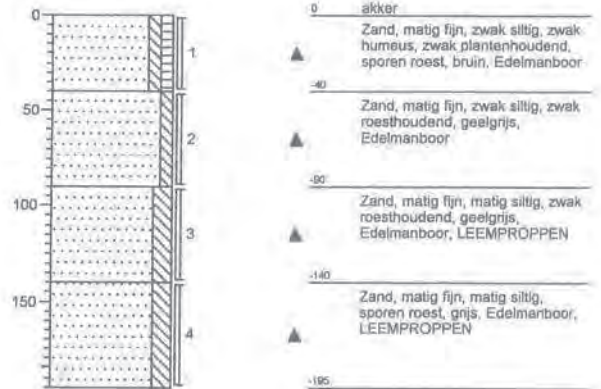 0
50
100
150
1
2
3
4
0 akker
Zand, matig fijn, zwak siltig, zwak
humeus, zwak plantenhoudend,
sporen roest, bruin, Edelmanboor
-40
Zand, matig fijn, zwak siltig, zwak
roesthoudend, geelgrijs,
Edelmanboor
-90
Zand, matig fijn, matig siltig, zwak
roesthoudend, geelgrijs,
Edelmanboor, LEEMPROPPEN
-140
Zand, matig fijn, matig siltig,
sporen roest, grijs, Edelmanboor,
LEEMPROPPEN
-195